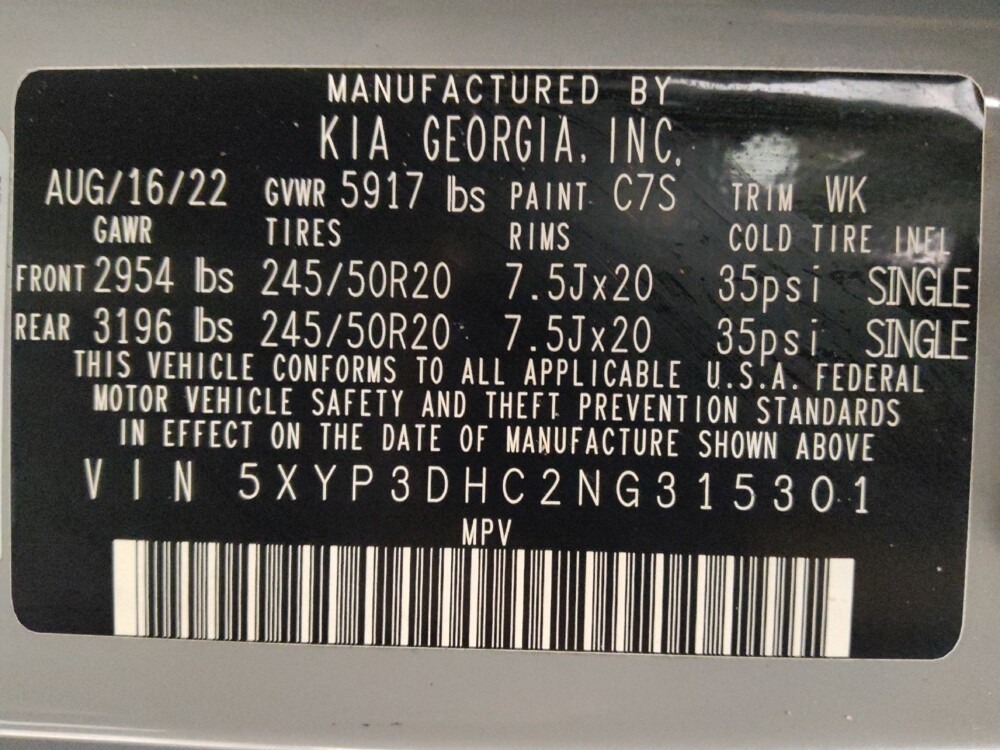 MANUFACTURED BY
KIA GEORGIA, INC.
AUG/16/22 GVWR 5917 lbs PAINT C7S TRIM WK
GAWR TIRES RIMS COLD TIRE INFL
FRONT 2954 lbs 245/50R20 7.5Jx20 35psi SINGLE
REAR 3196 lbs 245/50R20 7.5Jx20 35psi SINGLE
THIS VEHICLE CONFORMS TO ALL APPLICABLE U.S.A. FEDERAL
MOTOR VEHICLE SAFETY AND THEFT PREVENTION STANDARDS
IN EFFECT ON THE DATE OF MANUFACTURE SHOWN ABOVE
VIN 5XYP3DHC2NG315301
MPV